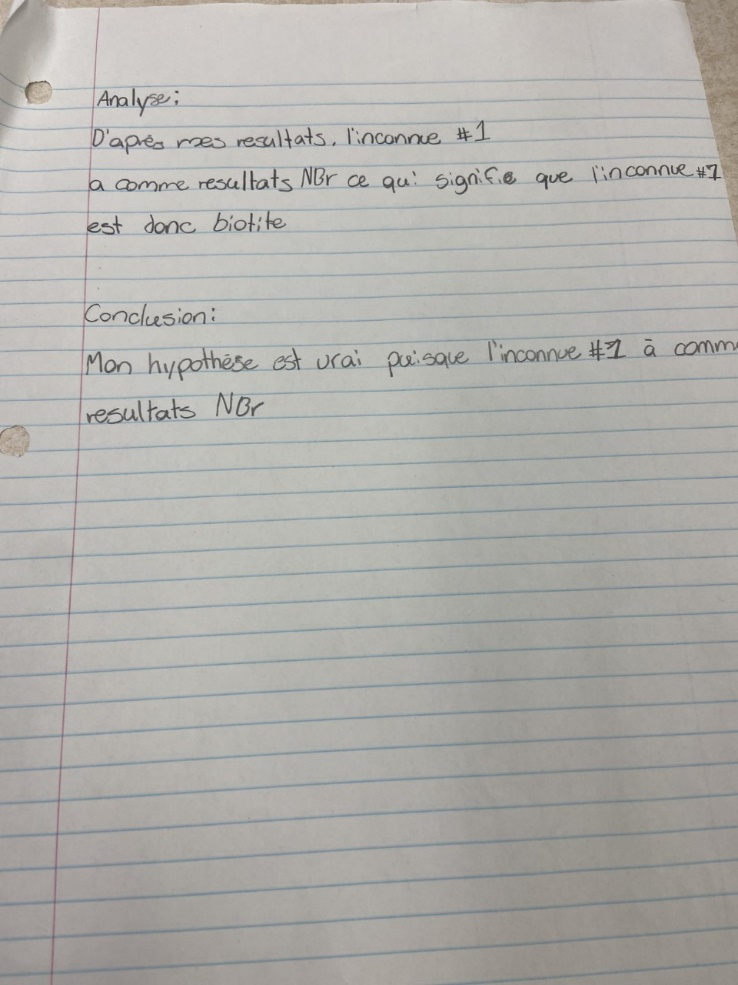 Analyse:
D'après mes resultats, l'inconnue #1
a comme resultats NBr ce qui signifie que l'inconnue #1
est donc biotite
Conclusion:
Mon hypothèse est vrai puisque l'inconnue #1 à comm
resultats NBr